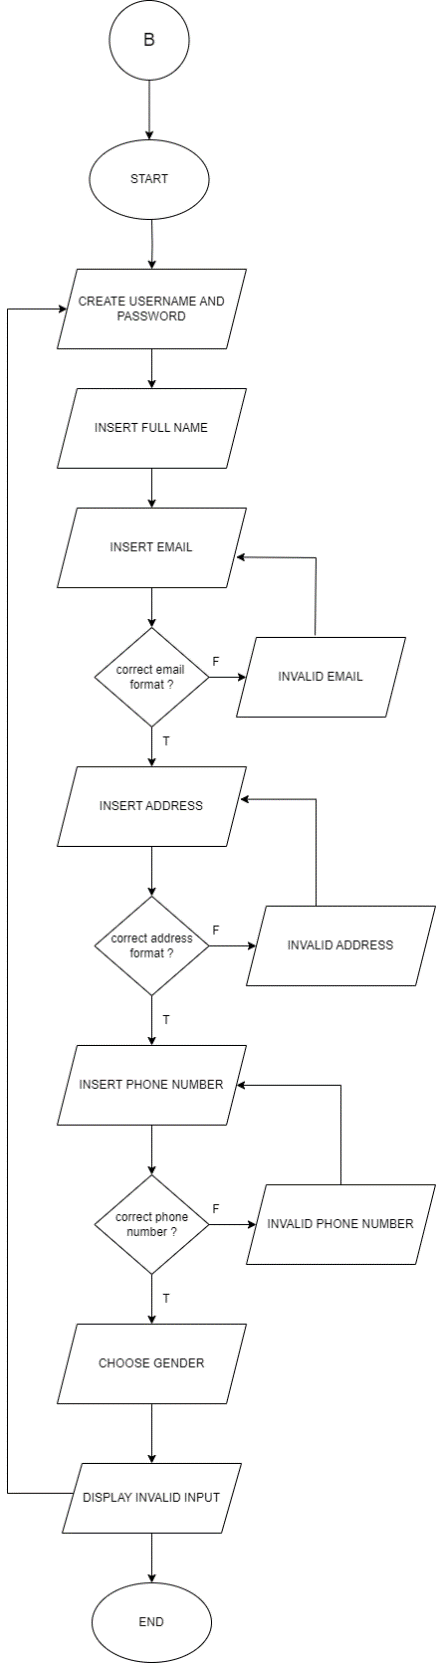 B
START
CREATE USERNAME AND
PASSWORD
INSERT FULL NAME
INSERT EMAIL
correct email
format ?
F
INVALID EMAIL
T
INSERT ADDRESS
correct address
format ?
F
INVALID ADDRESS
T
INSERT PHONE NUMBER
correct phone
number ?
F
INVALID PHONE NUMBER
T
CHOOSE GENDER
DISPLAY INVALID INPUT
END